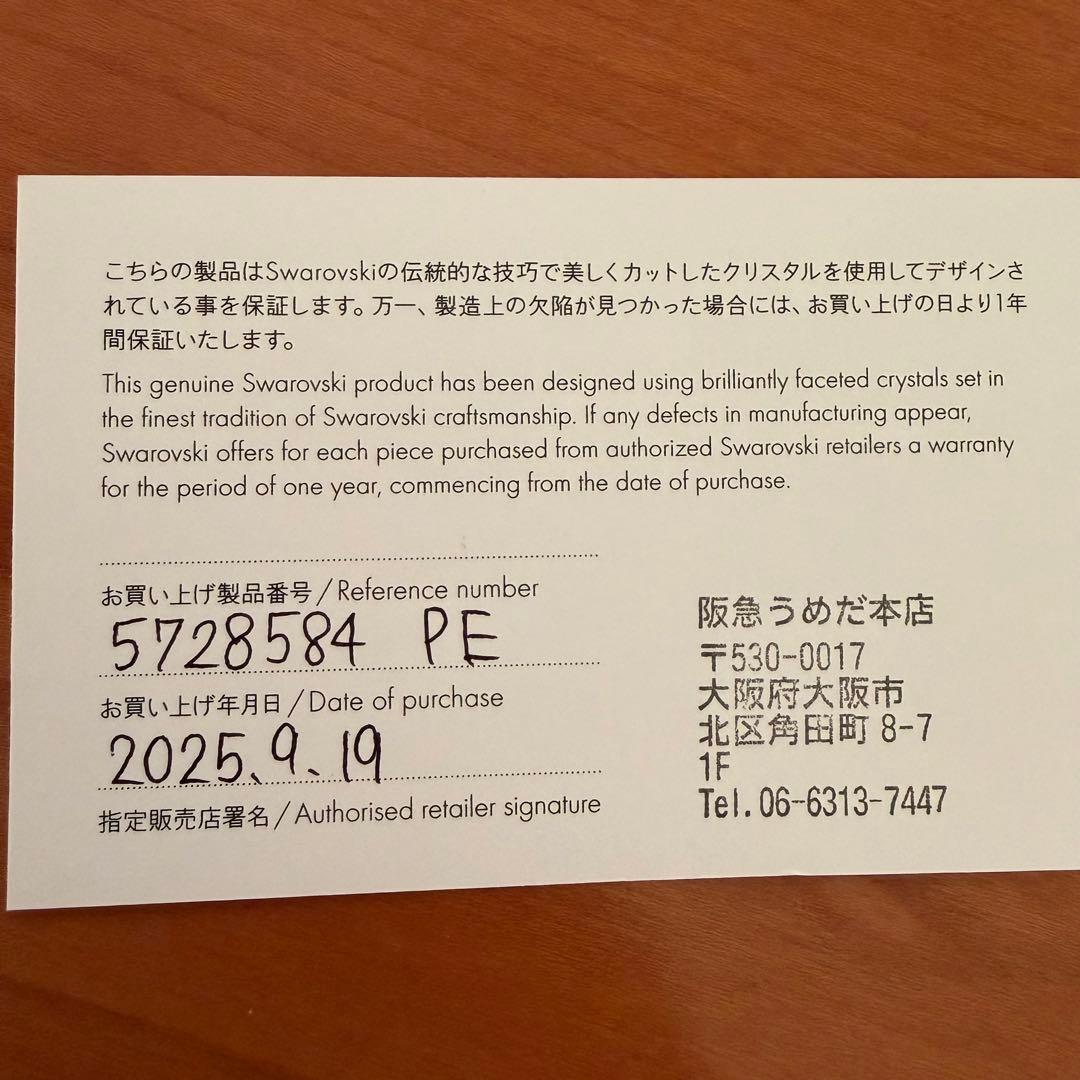 こちらの製品はSwarovskiの伝統的な技巧で美しくカットしたクリスタルを使用してデザインさ
れている事を保証します。万一、製造上の欠陥が見つかった場合には、お買い上げの日より1年
間保証いたします。
This genuine Swarovski product has been designed using brilliantly faceted crystals set in
the finest tradition of Swarovski craftsmanship. If any defects in manufacturing appear,
Swarovski offers for each piece purchased from authorized Swarovski retailers a warranty
for the period of one year, commencing from the date of purchase.
お買い上げ製品番号/Reference number
5728584 PE
お買い上げ年月日/Date of purchase
2025、9、19
指定販売店署名/Authorised retailer signature
阪急うめだ本店
〒530-0017
大阪府大阪市
北区角田町 8-7
1F
Tel. 06-6313-7447